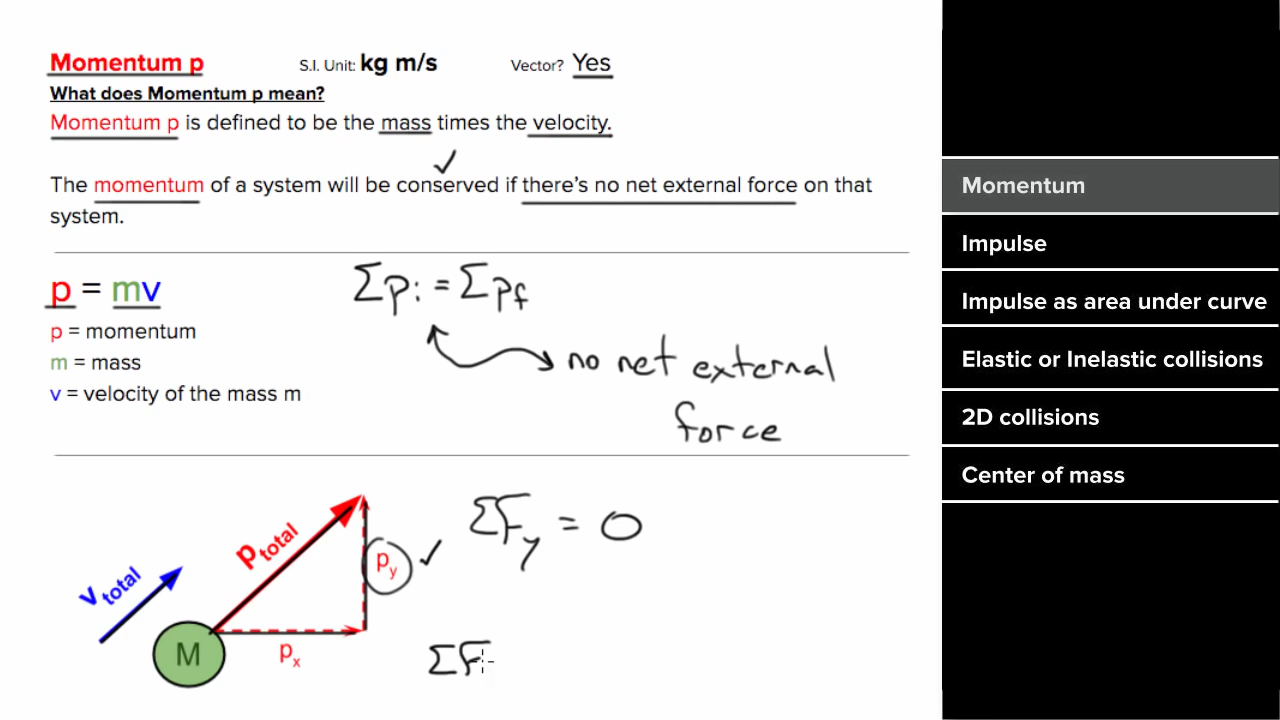 Momentum p S.I. Unit: kg m/s Vector? Yes
What does Momentum p mean?
Momentum p is defined to be the mass times the velocity.
The momentum of a system will be conserved if there's no net external force on that
system.
p = mv
p = momentum
m = mass
v = velocity of the mass m
Σpi = Σpf
no net external
force
ΣFy = 0
ptotal
py
vtotal
M
px
ΣF
Momentum
Impulse
Impulse as area under curve
Elastic or Inelastic collisions
2D collisions
Center of mass